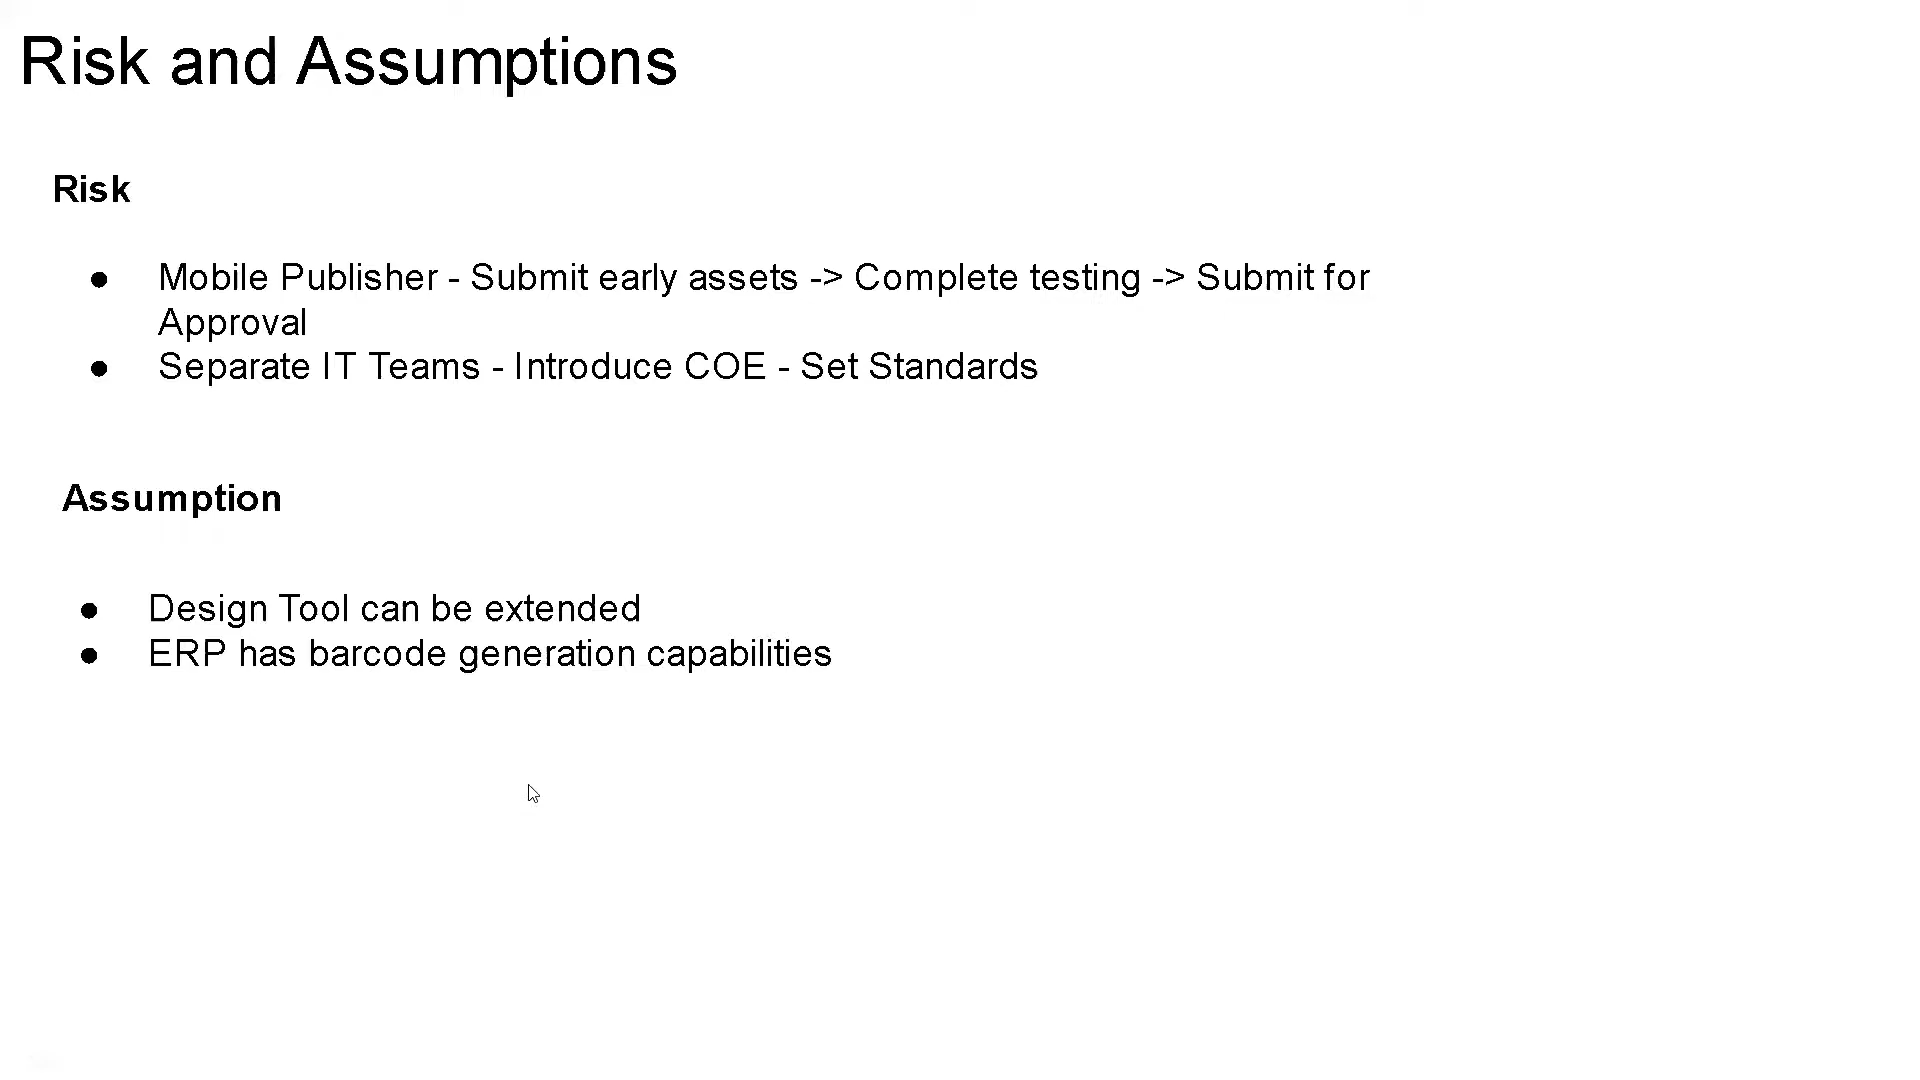 Risk and Assumptions
Risk
● Mobile Publisher - Submit early assets -> Complete testing -> Submit for
Approval
● Separate IT Teams - Introduce COE - Set Standards
Assumption
● Design Tool can be extended
● ERP has barcode generation capabilities